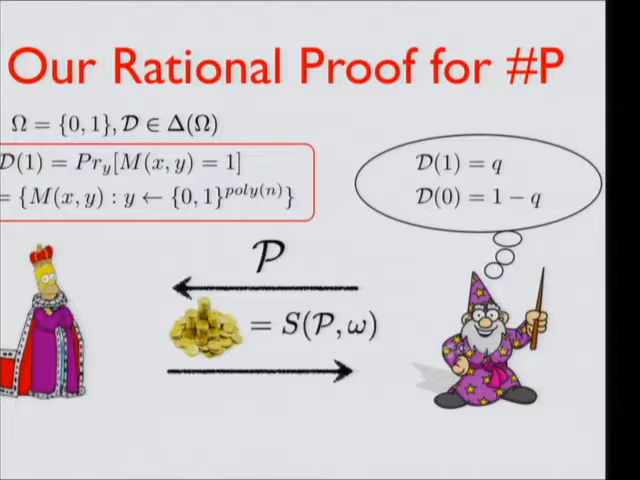 Our Rational Proof for #P
Ω = {0, 1}, 𝒟 ∈ Δ(Ω)
𝒟(1) = Pr_y[M(x, y) = 1]
= {M(x, y) : y ← {0, 1}^{poly(n)}}
𝒟(1) = q
𝒟(0) = 1 − q
𝒫
= S(𝒫, ω)